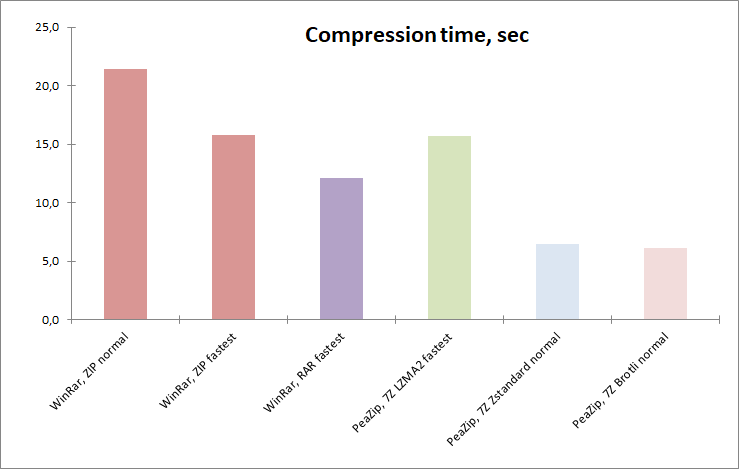 Compression time, sec
25,0
20,0
15,0
10,0
5,0
0,0
WinRar, ZIP normal
WinRar, ZIP fastest
WinRar, RAR fastest
PeaZip, 7Z LZMA2 fastest
PeaZip, 7Z Zstandard normal
PeaZip, 7Z Brotli normal